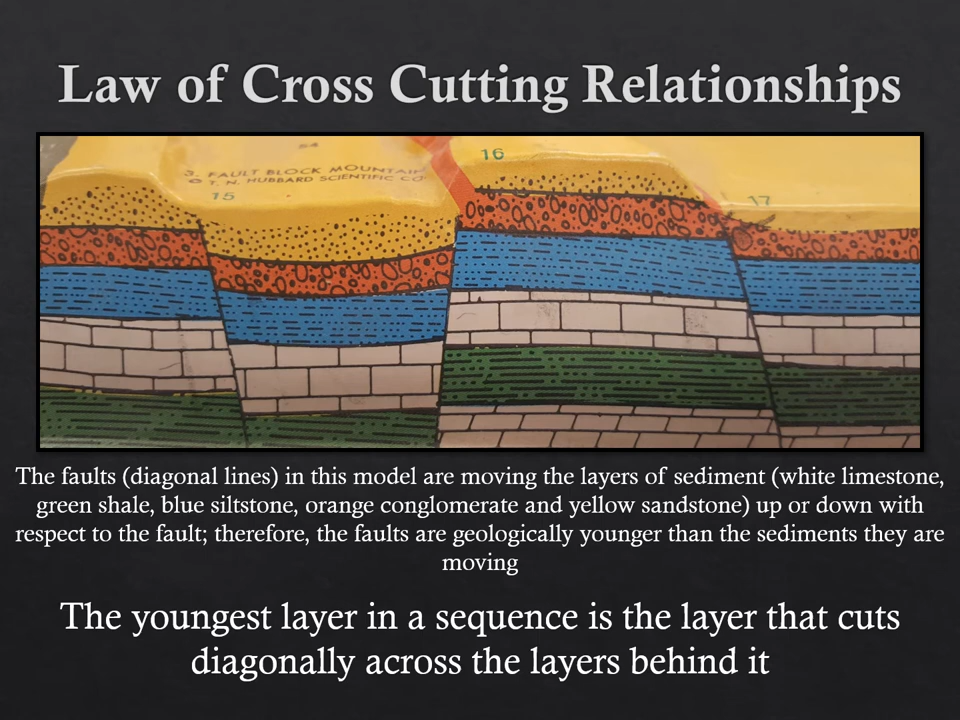 Law of Cross Cutting Relationships
16
3. FAULT BLOCK MOUNTAIN
© T. N. HUBBARD SCIENTIFIC CO
15
17
The faults (diagonal lines) in this model are moving the layers of sediment (white limestone,
green shale, blue siltstone, orange conglomerate and yellow sandstone) up or down with
respect to the fault; therefore, the faults are geologically younger than the sediments they are
moving
The youngest layer in a sequence is the layer that cuts
diagonally across the layers behind it